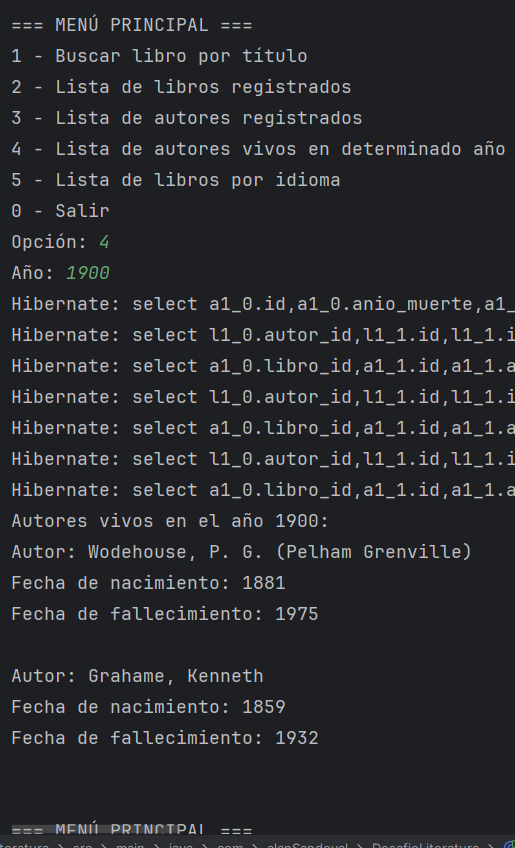 === MENÚ PRINCIPAL ===
1 - Buscar libro por título
2 - Lista de libros registrados
3 - Lista de autores registrados
4 - Lista de autores vivos en determinado año
5 - Lista de libros por idioma
0 - Salir
Opción: 4
Año: 1900
Hibernate: select a1_0.id,a1_0.anio_muerte,a1_
Hibernate: select l1_0.autor_id,l1_1.id,l1_1.i
Hibernate: select a1_0.libro_id,a1_1.id,a1_1.a
Hibernate: select l1_0.autor_id,l1_1.id,l1_1.i
Hibernate: select a1_0.libro_id,a1_1.id,a1_1.a
Hibernate: select l1_0.autor_id,l1_1.id,l1_1.i
Hibernate: select a1_0.libro_id,a1_1.id,a1_1.a
Autores vivos en el año 1900:
Autor: Wodehouse, P. G. (Pelham Grenville)
Fecha de nacimiento: 1881
Fecha de fallecimiento: 1975
Autor: Grahame, Kenneth
Fecha de nacimiento: 1859
Fecha de fallecimiento: 1932
=== MENÚ PRINCIPAL ===
teratura > src > main > java > com > alanSandoval > DesafioLiteratura >